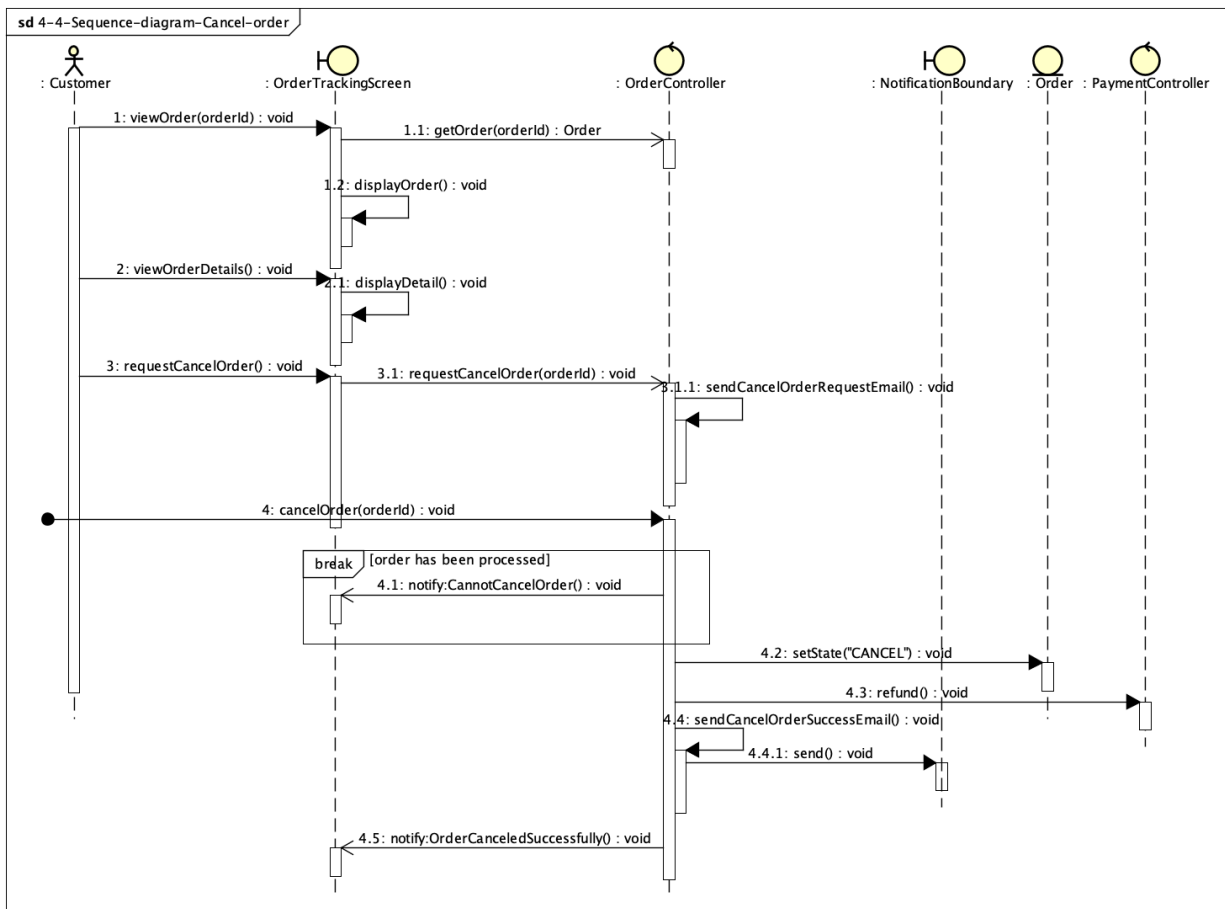 sd 4-4-Sequence-diagram-Cancel-order
: Customer
: OrderTrackingScreen
: OrderController
: NotificationBoundary
: Order
: PaymentController
1: viewOrder(orderId) : void
1.1: getOrder(orderId) : Order
1.2: displayOrder() : void
2: viewOrderDetails() : void
2.1: displayDetail() : void
3: requestCancelOrder() : void
3.1: requestCancelOrder(orderId) : void
3.1.1: sendCancelOrderRequestEmail() : void
4: cancelOrder(orderId) : void
break
[order has been processed]
4.1: notify:CannotCancelOrder() : void
4.2: setState("CANCEL") : void
4.3: refund() : void
4.4: sendCancelOrderSuccessEmail() : void
4.4.1: send() : void
4.5: notify:OrderCanceledSuccessfully() : void